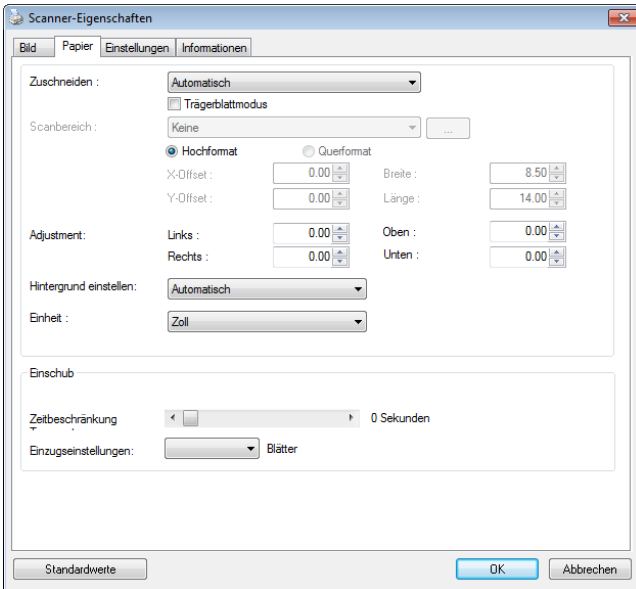 Scanner-Eigenschaften
Bild Papier Einstellungen Informationen
Zuschneiden : Automatisch
Trägerblattmodus
Scanbereich : Keine ...
Hochformat Querformat
X-Offset : 0.00 Breite : 8.50
Y-Offset : 0.00 Länge : 14.00
Adjustment: Links : 0.00 Oben : 0.00
Rechts : 0.00 Unten : 0.00
Hintergrund einstellen: Automatisch
Einheit : Zoll
Einschub
Zeitbeschränkung 0 Sekunden
Einzugseinstellungen: Blätter
Standardwerte OK Abbrechen